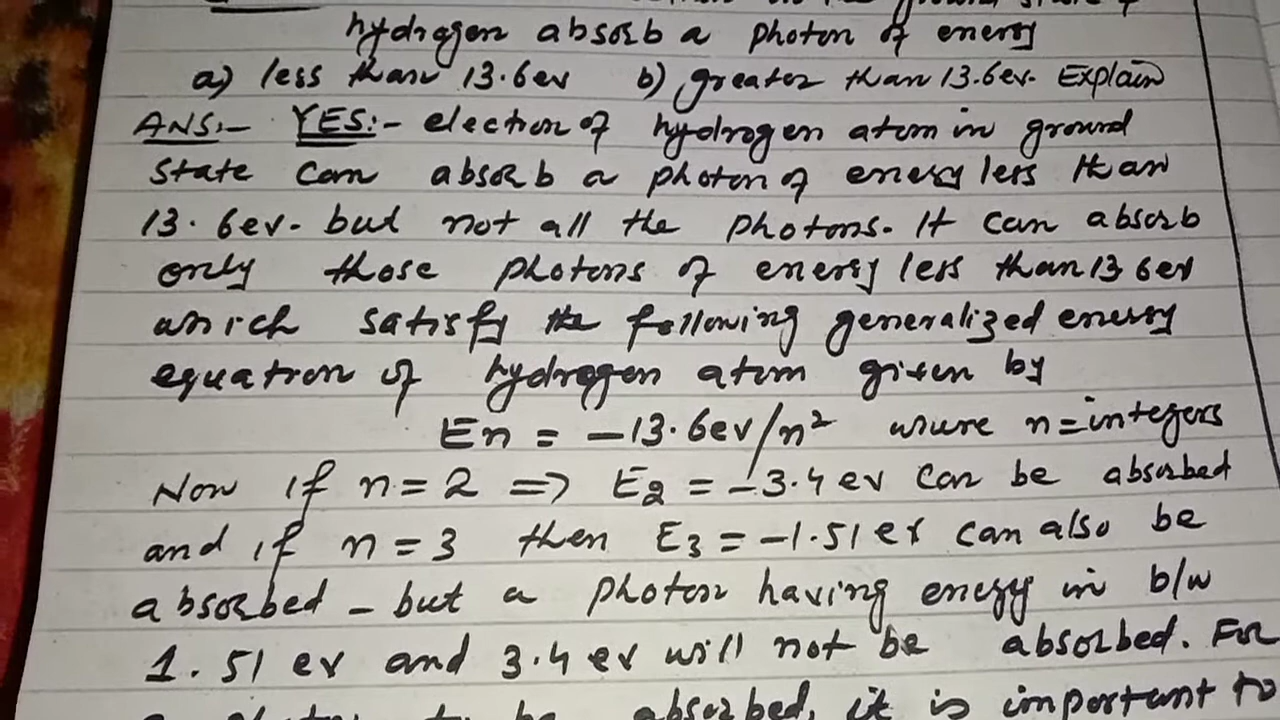 hydrogen absorb a photon of energy
a) less than 13.6ev b) greater than 13.6ev. Explain
ANS:- YES:- electron of hydrogen atom in ground
state can absorb a photon of energy less than
13.6ev. but not all the photons. It can absorb
only those photons of energy less than 13 6ev
which satisfy the following generalized energy
equation of hydrogen atom given by
En = -13.6ev/n² where n=integers
Now if n=2 => E2 = -3.4 ev can be absorbed
and if n=3 then E3 = -1.51 ev can also be
absorbed - but a photon having energy in b/w
1.51 ev and 3.4 ev will not be absorbed. For
a photon to be absorbed, it is important to